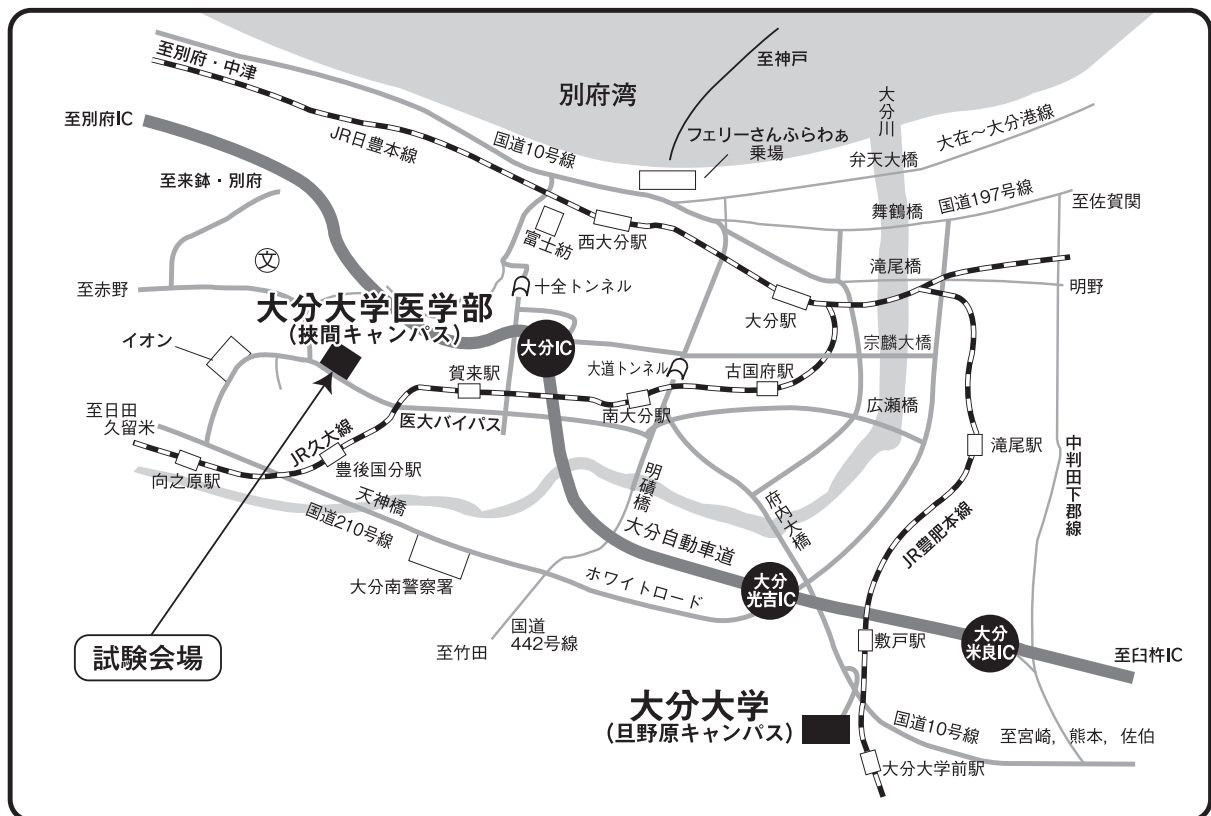 至別府・中津
至神戸
別府湾
大分川
至別府IC
JR日豊本線
国道10号線
フェリーさんふらわぁ
乗場
大在～大分港線
弁天大橋
至来鉢・別府
舞鶴橋
国道197号線
至佐賀関
富士紡
西大分駅
文
至赤野
十全トンネル
滝尾橋
明野
大分大学医学部
(挾間キャンパス)
大分駅
イオン
大分IC
宗麟大橋
大道トンネル
賀来駅
古国府駅
至日田
久留米
医大バイパス
南大分駅
広瀬橋
JR久大線
滝尾駅
向之原駅
豊後国分駅
明磧橋
中判田下郡線
天神橋
府内大橋
国道210号線
大分自動車道
JR豊肥本線
大分南警察署
ホワイトロード
大分
光吉IC
試験会場
国道
442号線
至竹田
敷戸駅
大分
米良IC
至臼杵IC
大分大学
(旦野原キャンパス)
国道10号線
至宮崎，熊本，佐伯
大分大学前駅